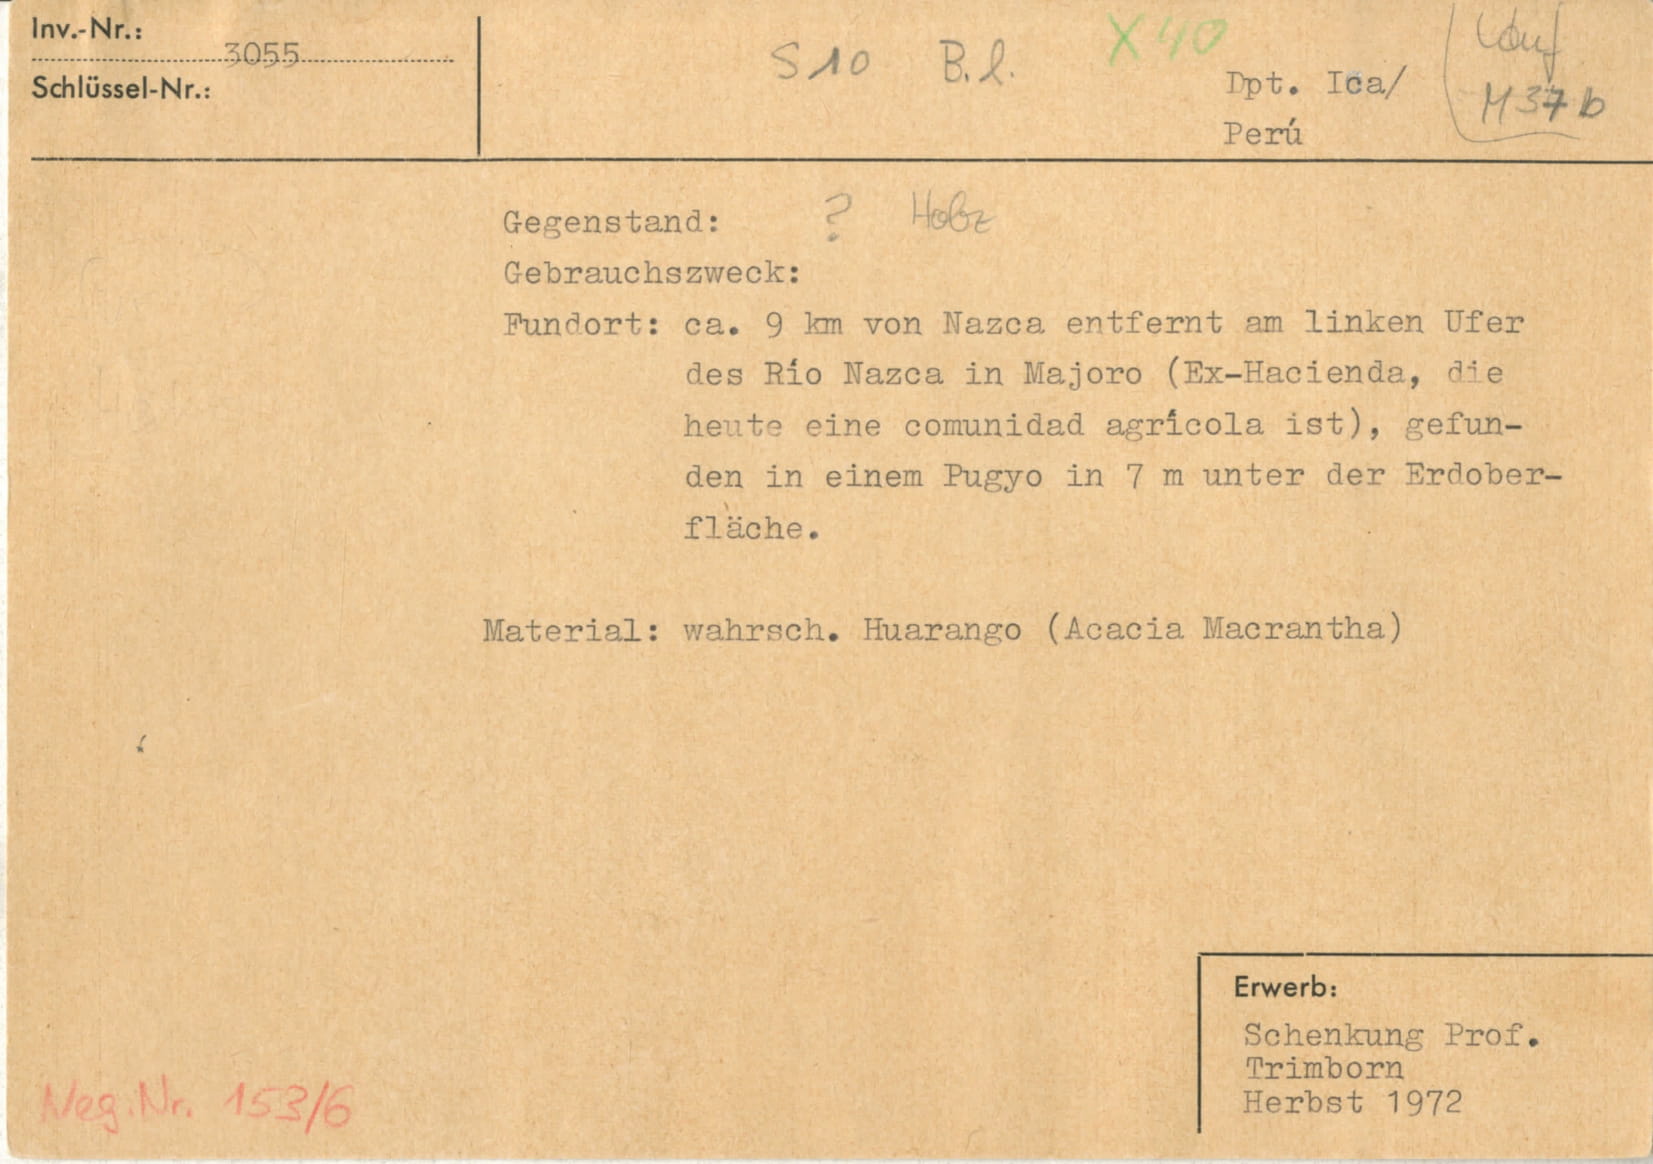 Inv.-Nr.: 3055
Schlüssel-Nr.:
S10 B.l. X40
Dpt. Ica/
Perú
M37b
Gegenstand: ? Holz
Gebrauchszweck:
Fundort: ca. 9 km von Nazca entfernt am linken Ufer
des Río Nazca in Majoro (Ex-Hacienda, die
heute eine comunidad agrícola ist), gefun-
den in einem Pugyo in 7 m unter der Erdober-
fläche.
Material: wahrsch. Huarango (Acacia Macrantha)
Erwerb:
Schenkung Prof.
Trimborn
Herbst 1972
Neg.Nr. 153/6